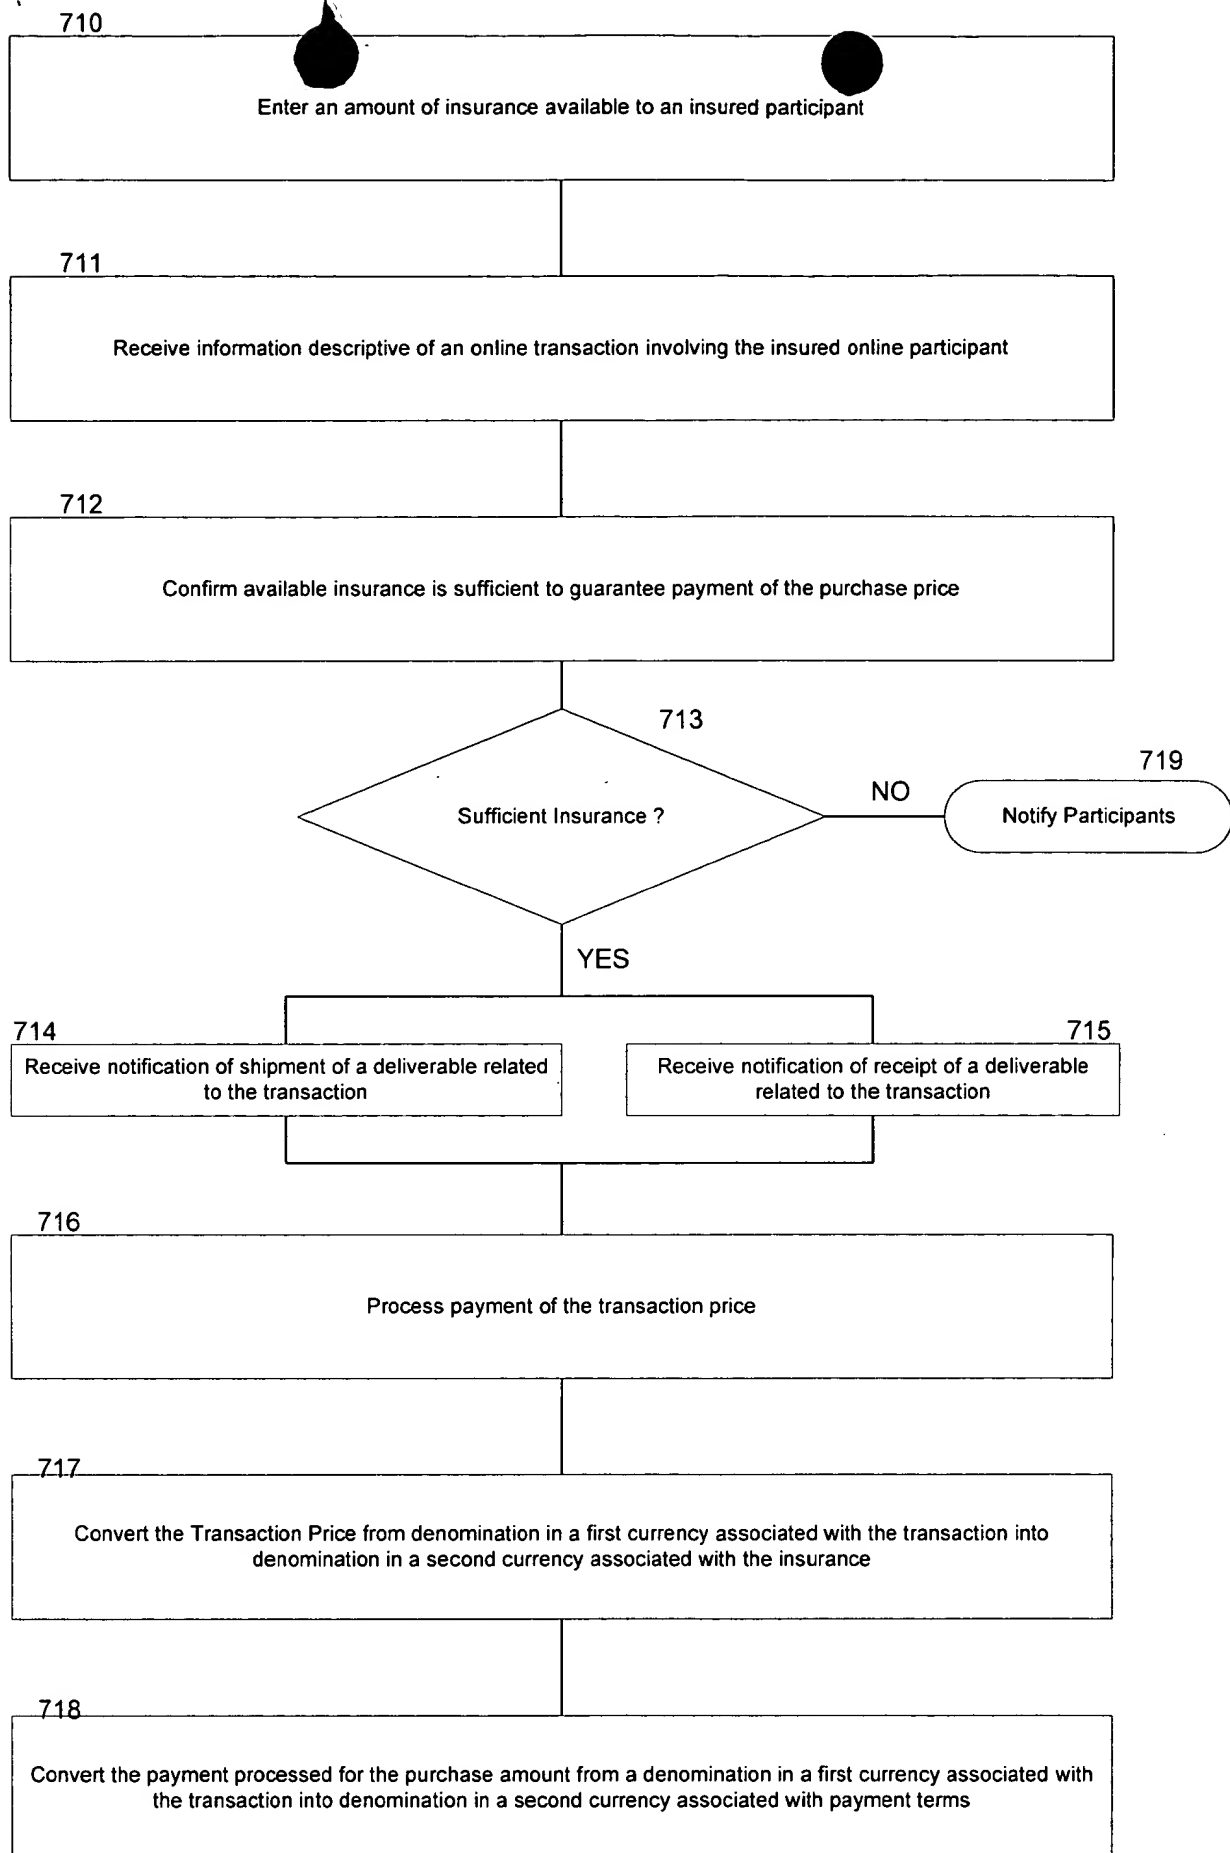 710
Enter an amount of insurance available to an insured participant
711
Receive information descriptive of an online transaction involving the insured online participant
712
Confirm available insurance is sufficient to guarantee payment of the purchase price
713
Sufficient Insurance ?
NO
719
Notify Participants
YES
714
Receive notification of shipment of a deliverable related
to the transaction
715
Receive notification of receipt of a deliverable
related to the transaction
716
Process payment of the transaction price
717
Convert the Transaction Price from denomination in a first currency associated with the transaction into
denomination in a second currency associated with the insurance
718
Convert the payment processed for the purchase amount from a denomination in a first currency associated with
the transaction into denomination in a second currency associated with payment terms